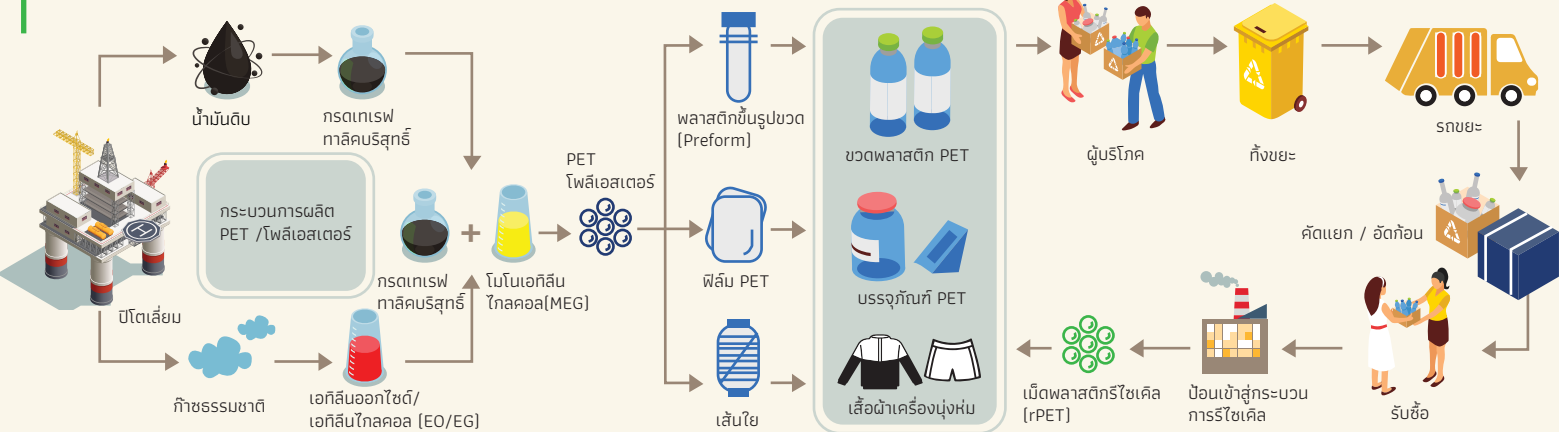 น้ำมันดิบ
กรดเทเรฟ
ทาลิคบริสุทธิ์
กระบวนการผลิต
PET /โพลีเอสเตอร์
ปิโตเลี่ยม
ก๊าซธรรมชาติ
เอทิลีนออกไซด์/
เอทิลีนไกลคอล (EO/EG)
กรดเทเรฟ
ทาลิคบริสุทธิ์
+
โมโนเอทิลีน
ไกลคอล(MEG)
PET
โพลีเอสเตอร์
พลาสติกขึ้นรูปขวด
(Preform)
ฟิล์ม PET
เส้นใย
ขวดพลาสติก PET
บรรจุภัณฑ์ PET
เสื้อผ้าเครื่องนุ่งห่ม
ผู้บริโภค
ทิ้งขยะ
รถขยะ
คัดแยก / อัดก้อน
รับซื้อ
ป้อนเข้าสู่กระบวน
การรีไซเคิล
เม็ดพลาสติกรีไซเคิล
(rPET)
H